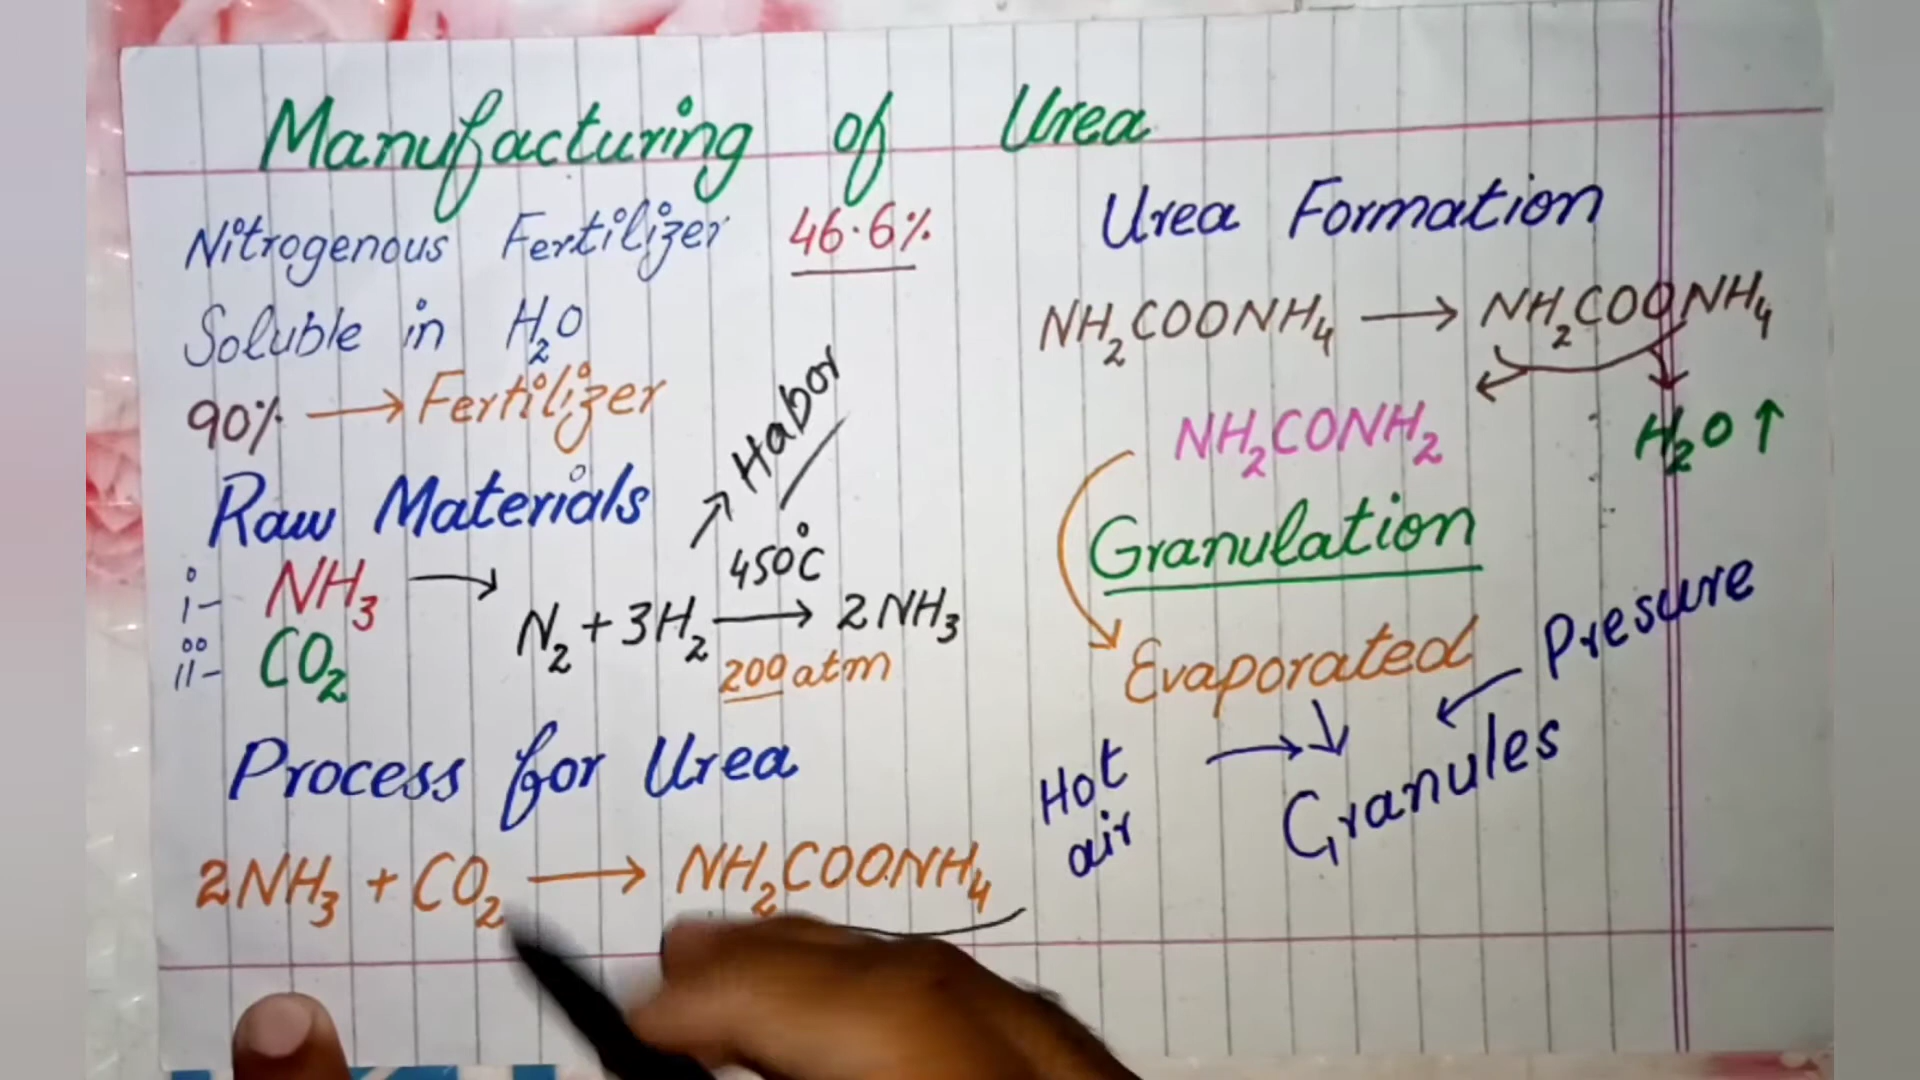 Manufacturing of Urea
Nitrogenous Fertilizer 46.6%
Soluble in H₂O
90% → Fertilizer
Raw Materials
i- NH₃ →
ii- CO₂
N₂ + 3H₂ → 2NH₃
450°C
200 atm
↗ Habor
Process for Urea
2NH₃ + CO₂ → NH₂COONH₄
Urea Formation
NH₂COONH₄ → NH₂COONH₄
NH₂CONH₂
H₂O↑
Granulation
Evaporated
Presure
Hot
air
Granules